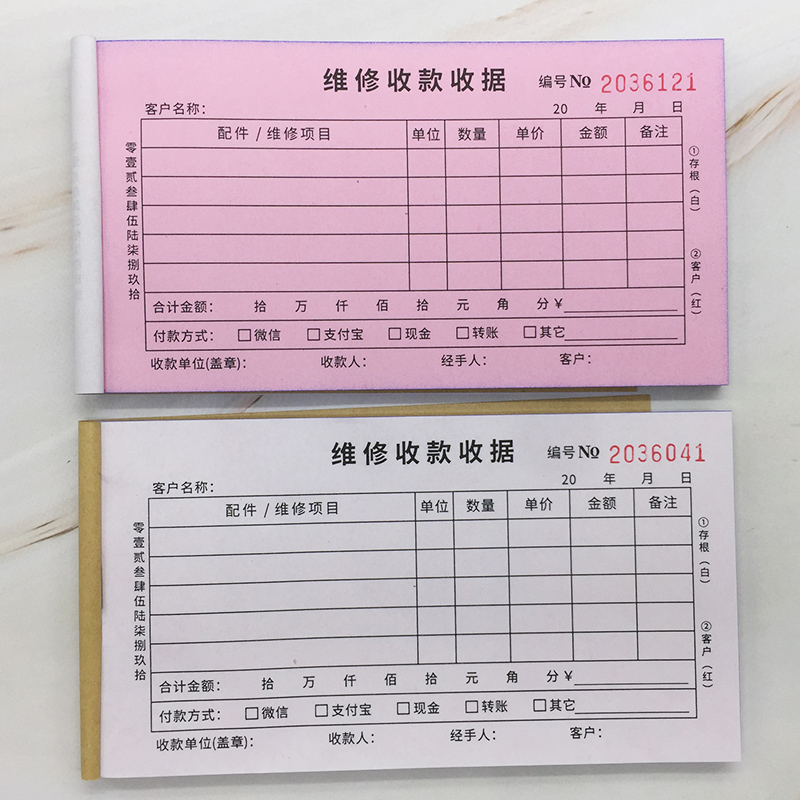 维修收款收据 编号 № 2036121
客户名称： 20 年 月 日
配件 / 维修项目 单位 数量 单价 金额 备注
零壹贰叁肆伍陆柒捌玖拾
①存根（白）
②客户（红）
合计金额： 拾 万 仟 佰 拾 元 角 分 ¥
付款方式： □微信 □支付宝 □现金 □转账 □其它
收款单位(盖章)： 收款人： 经手人： 客户：
维修收款收据 编号 № 2036041
客户名称： 20 年 月 日
配件 / 维修项目 单位 数量 单价 金额 备注
零壹贰叁肆伍陆柒捌玖拾
①存根（白）
②客户（红）
合计金额： 拾 万 仟 佰 拾 元 角 分 ¥
付款方式： □微信 □支付宝 □现金 □转账 □其它
收款单位(盖章)： 收款人： 经手人： 客户：